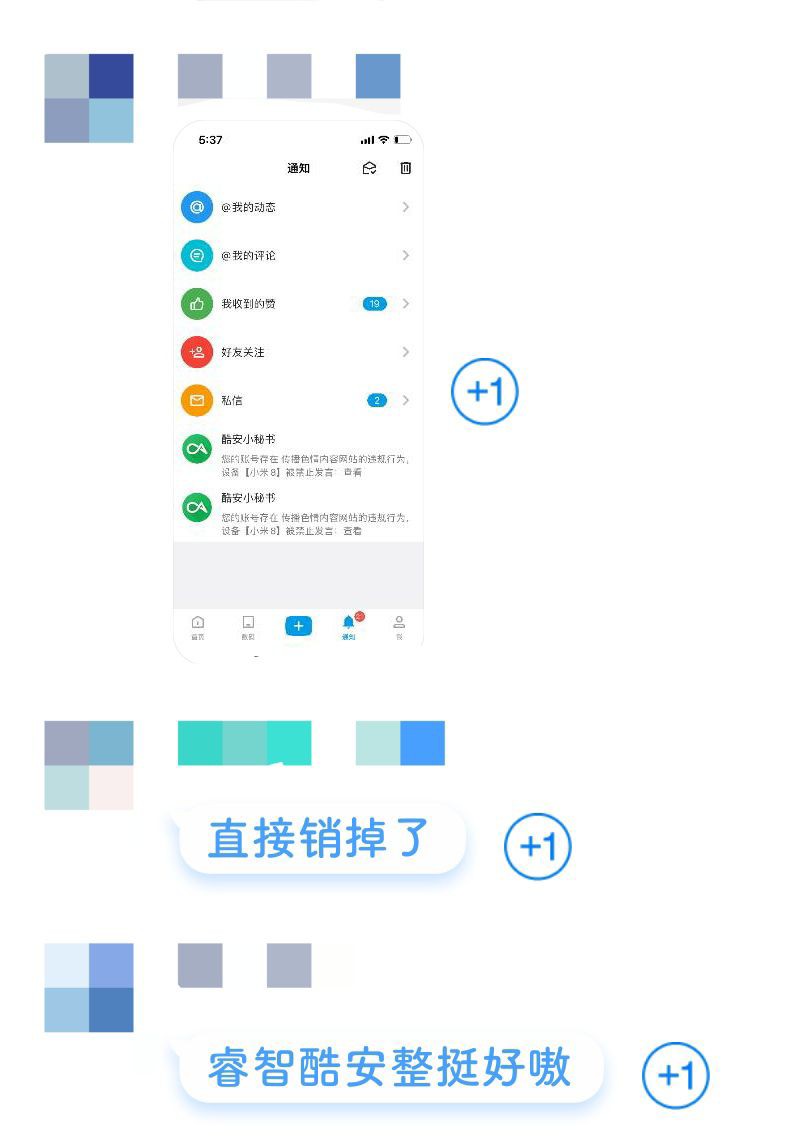 5:37
通知
@我的动态
@我的评论
我收到的赞
19
好友关注
+1
私信
2
酷安小秘书
您的账号存在 传播色情内容网站的违规行为,
设备【小米8】被禁止发言; 查看
酷安小秘书
您的账号存在 传播色情内容网站的违规行为,
设备【小米8】被禁止发言; 查看
首页
数码
通知
我
直接销掉了
+1
睿智酷安整挺好嗷
+1